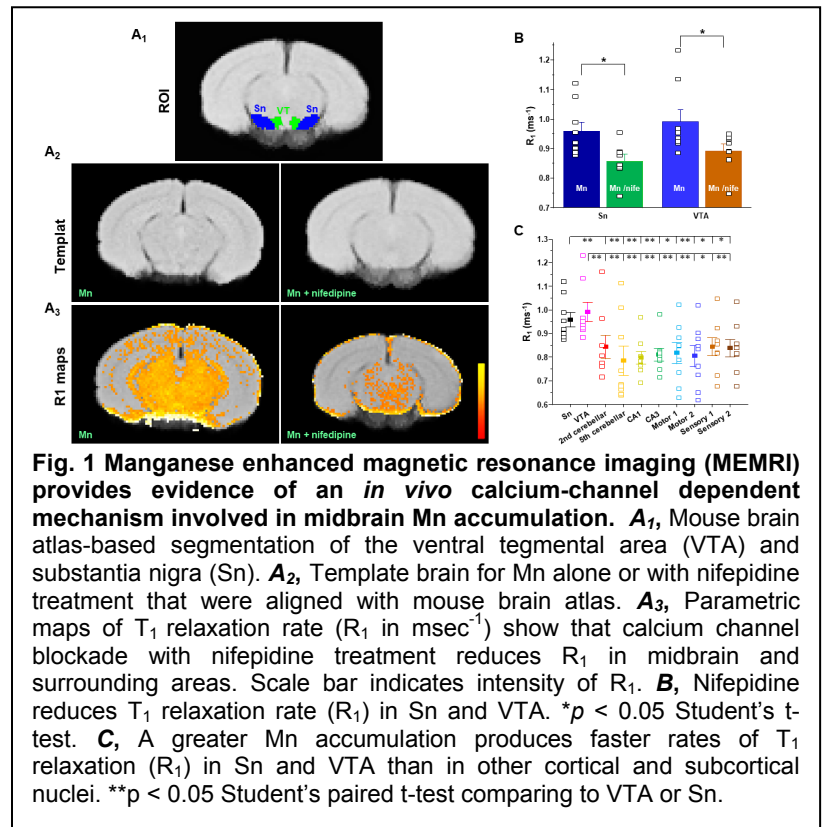 A1
ROI
Sn VT Sn
A2
Templat
Mn
Mn + nifedipine
A3
R1 maps
Mn
Mn + nifedipine
B
*
*
R1 (ms-1)
1.2
1.1
1.0
0.9
0.8
0.7
Mn
Mn /nife
Mn
Mn /nife
Sn
VTA
C
** ** ** ** * ** * *
** ** ** ** ** ** * **
R1 (ms-1)
1.3
1.2
1.1
1.0
0.9
0.8
0.7
0.6
Sn
VTA
2nd cerebellar
5th cerebellar
CA1
CA3
Motor 1
Motor 2
Sensory 1
Sensory 2
Fig. 1 Manganese enhanced magnetic resonance imaging (MEMRI)
provides evidence of an in vivo calcium-channel dependent
mechanism involved in midbrain Mn accumulation. A1, Mouse brain
atlas-based segmentation of the ventral tegmental area (VTA) and
substantia nigra (Sn). A2, Template brain for Mn alone or with nifepidine
treatment that were aligned with mouse brain atlas. A3, Parametric
maps of T1 relaxation rate (R1 in msec-1) show that calcium channel
blockade with nifepidine treatment reduces R1 in midbrain and
surrounding areas. Scale bar indicates intensity of R1. B, Nifepidine
reduces T1 relaxation rate (R1) in Sn and VTA. *p < 0.05 Student's t-
test. C, A greater Mn accumulation produces faster rates of T1
relaxation (R1) in Sn and VTA than in other cortical and subcortical
nuclei. **p < 0.05 Student's paired t-test comparing to VTA or Sn.